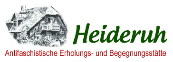 Heideruh
Antifaschistische Erholungs- und Begegnungsstätte